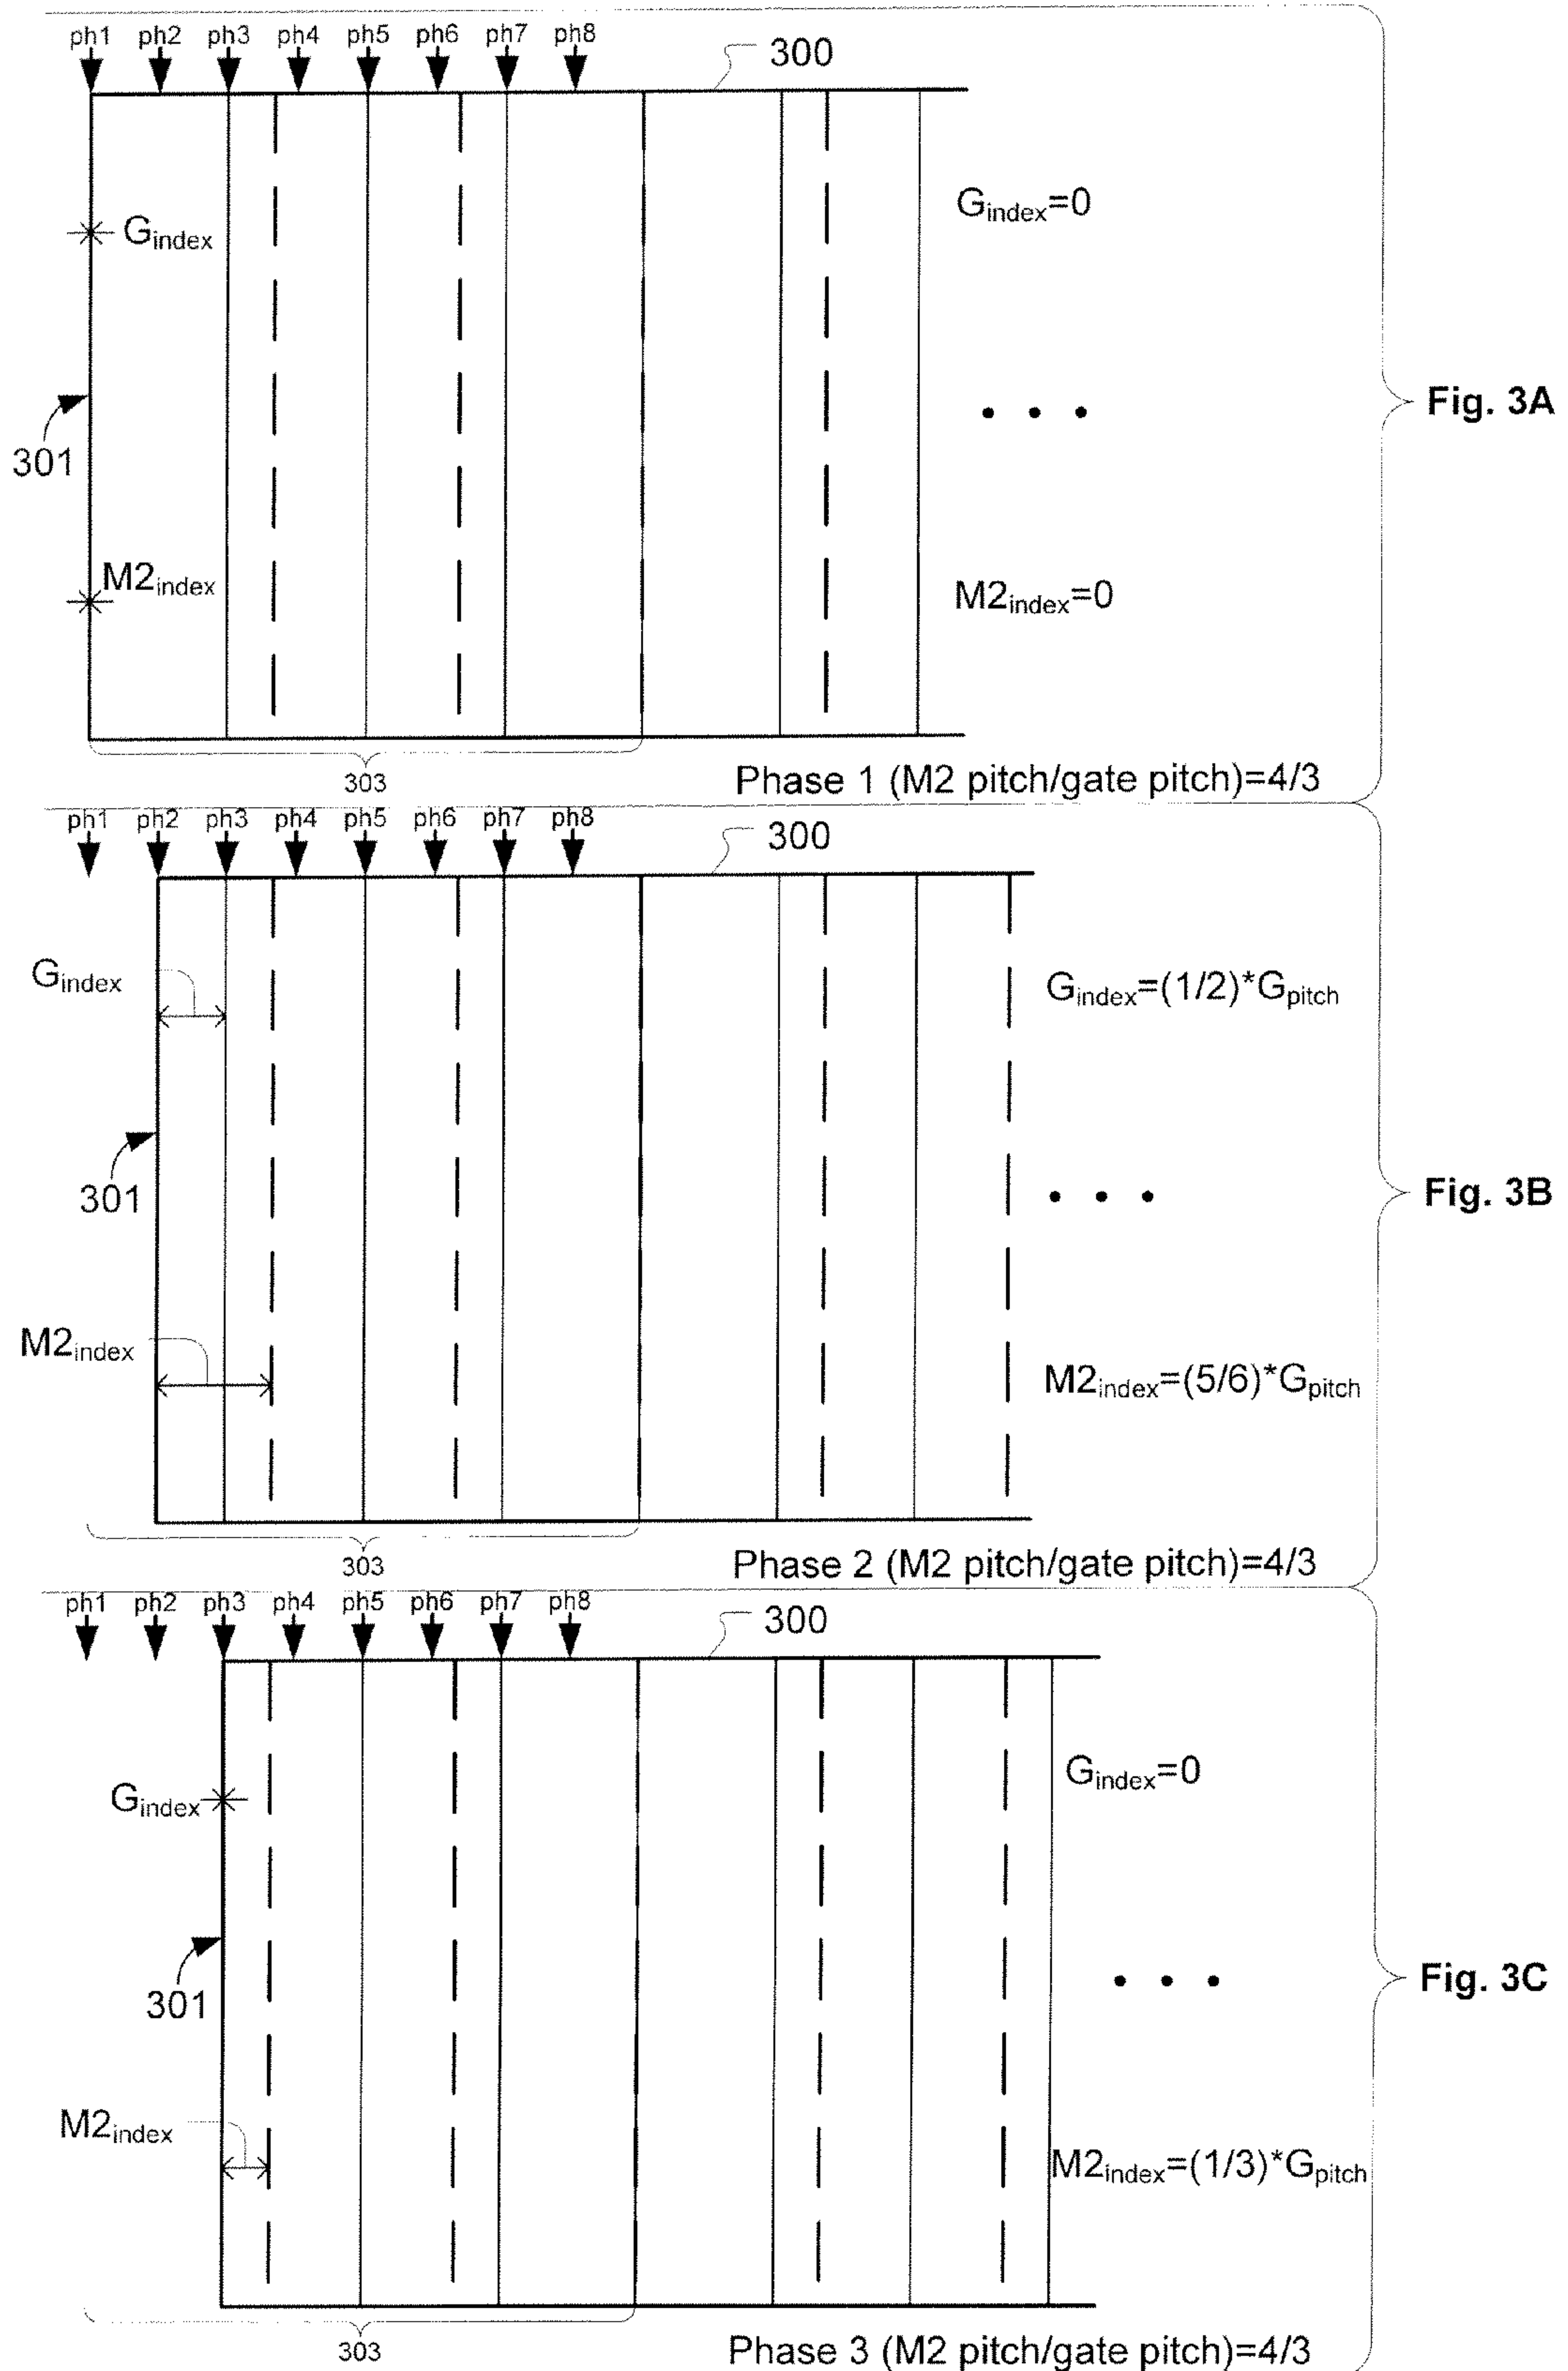 ph1 ph2 ph3 ph4 ph5 ph6 ph7 ph8
300
Gindex
Gindex=0
301
Fig. 3A
M2index
M2index=0
303
Phase 1 (M2 pitch/gate pitch)=4/3
ph1 ph2 ph3 ph4 ph5 ph6 ph7 ph8
300
Gindex
Gindex=(1/2)*Gpitch
301
Fig. 3B
M2index
M2index=(5/6)*Gpitch
303
Phase 2 (M2 pitch/gate pitch)=4/3
ph1 ph2 ph3 ph4 ph5 ph6 ph7 ph8
300
Gindex
Gindex=0
301
Fig. 3C
M2index
M2index=(1/3)*Gpitch
303
Phase 3 (M2 pitch/gate pitch)=4/3